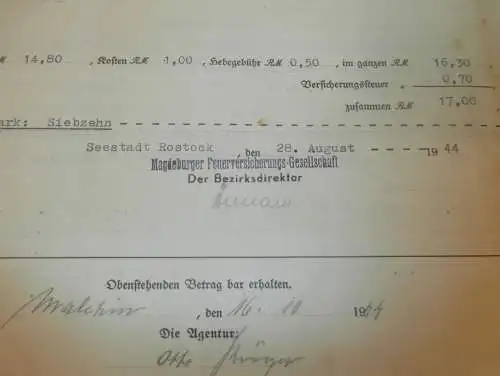 M 14,80 , Kosten RM 1,00 , Hebegebühr RM 0,50 , im ganzen RM 16,30
Versicherungssteuer „ 0,70
zusammen RM 17,00
ark: Siebzehn - - - - - - - - - - - - - - - - - - - -
Seestadt Rostock , den 28. August - - - - 1944
Magdeburger Feuerversicherungs-Gesellschaft
Der Bezirksdirektor
Obenstehenden Betrag bar erhalten.
Malchin , den 16. 10 1944
Die Agentur:
Otto Krüger